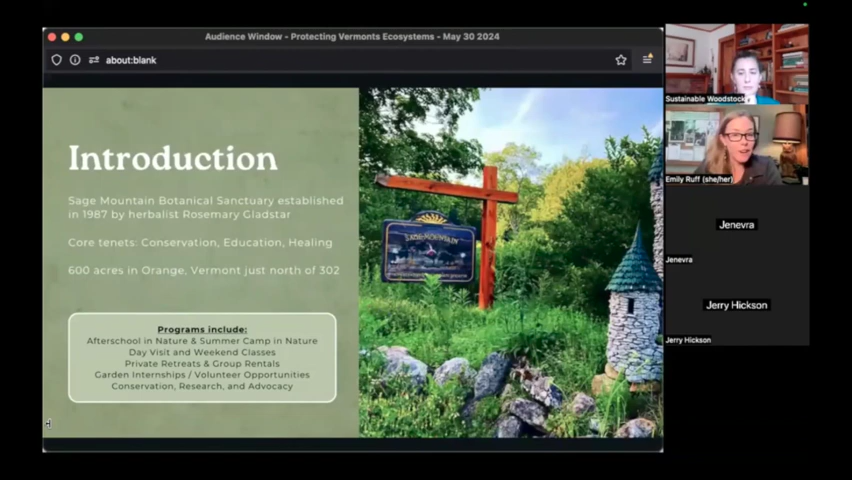 Audience Window - Protecting Vermonts Ecosystems - May 30 2024
about:blank
Introduction
Sage Mountain Botanical Sanctuary established
in 1987 by herbalist Rosemary Gladstar
Core tenets: Conservation, Education, Healing
600 acres in Orange, Vermont just north of 302
Programs include:
Afterschool in Nature & Summer Camp in Nature
Day Visit and Weekend Classes
Private Retreats & Group Rentals
Garden Internships / Volunteer Opportunities
Conservation, Research, and Advocacy
SAGE MOUNTAIN
Sustainable Woodstock
Emily Ruff (she/her)
Jenevra
Jenevra
Jerry Hickson
Jerry Hickson